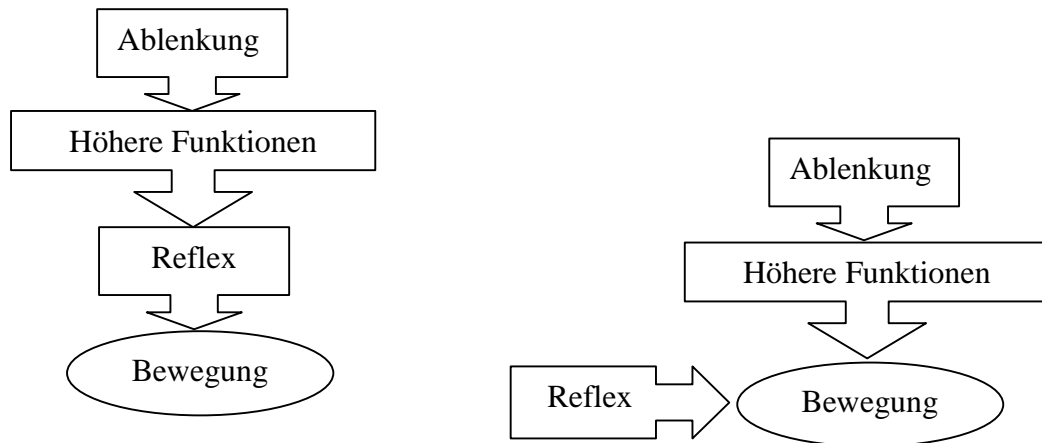 Ablenkung
Höhere Funktionen
Reflex
Bewegung
Ablenkung
Höhere Funktionen
Reflex
Bewegung